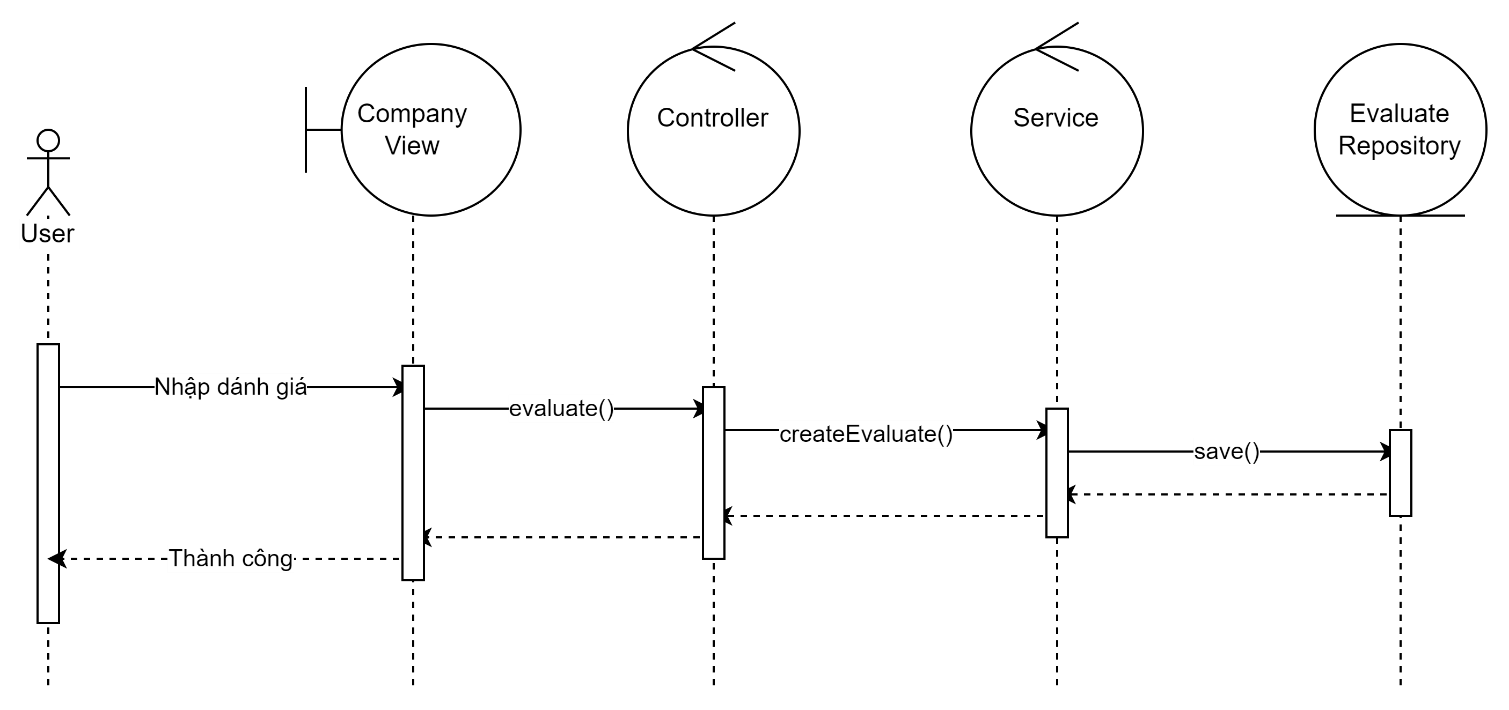 Company
View
Controller
Service
Evaluate
Repository
User
Nhập dánh giá
evaluate()
createEvaluate()
save()
Thành công